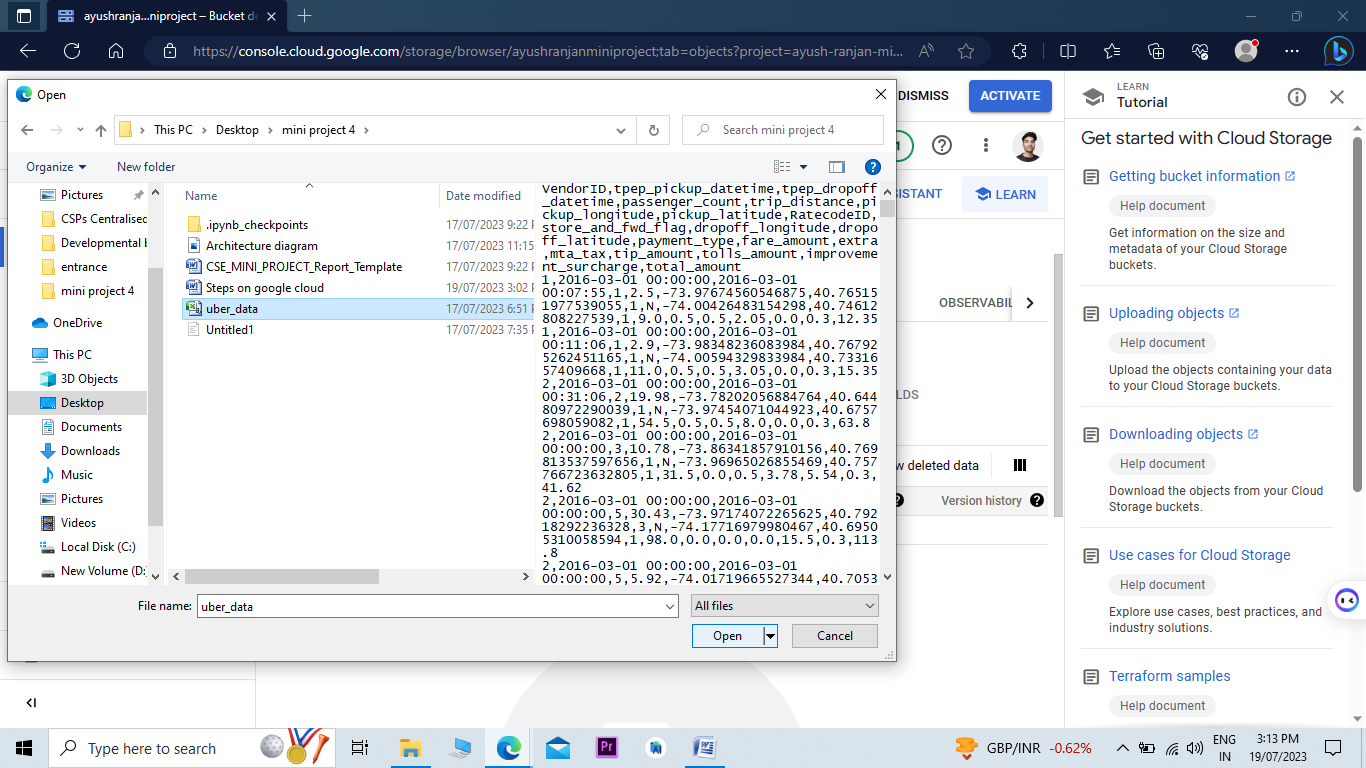 ayushranja...niproject – Bucket de
https://console.cloud.google.com/storage/browser/ayushranjanminiproject;tab=objects?project=ayush-ranjan-mi...
Open
This PC > Desktop > mini project 4 >
Search mini project 4
Organize
New folder
Pictures
CSPs Centralised
Developmental b
entrance
mini project 4
OneDrive
This PC
3D Objects
Desktop
Documents
Downloads
Music
Pictures
Videos
Local Disk (C:)
New Volume (D:
Name
Date modified
.ipynb_checkpoints
17/07/2023 9:22 P
Architecture diagram
17/07/2023 11:15
CSE_MINI_PROJECT_Report_Template
17/07/2023 9:22 P
Steps on google cloud
19/07/2023 3:02 P
uber_data
17/07/2023 6:51 P
Untitled1
17/07/2023 7:35 P
VendorID,tpep_pickup_datetime,tpep_dropoff
_datetime,passenger_count,trip_distance,pi
ckup_longitude,pickup_latitude,RatecodeID,
store_and_fwd_flag,dropoff_longitude,dropo
ff_latitude,payment_type,fare_amount,extra
,mta_tax,tip_amount,tolls_amount,improveme
nt_surcharge,total_amount
1,2016-03-01 00:00:00,2016-03-01
00:07:55,1,2.5,-73.97674560546875,40.76515
197753​9055,1,N,-74.00426483154298,40.74612
808227539,1,9.0,0.5,0.5,2.05,0.0,0.3,12.35
1,2016-03-01 00:00:00,2016-03-01
00:11:06,1,2.9,-73.98348236083984,40.76792
5262451165,1,N,-74.00594329833984,40.73316
57409668,1,11.0,0.5,0.5,3.05,0.0,0.3,15.35
2,2016-03-01 00:00:00,2016-03-01
00:31:06,2,19.98,-73.78202056884764,40.644
80972290039,1,N,-73.97454071044923,40.6757
698059082,1,54.5,0.5,0.5,8.0,0.0,0.3,63.8
2,2016-03-01 00:00:00,2016-03-01
00:00:00,3,10.78,-73.86341857910156,40.769
813537597656,1,N,-73.96965026855469,40.757
766723632805,1,31.5,0.0,0.5,3.78,5.54,0.3,
41.62
2,2016-03-01 00:00:00,2016-03-01
00:00:00,5,30.43,-73.97174072265625,40.792
18292236328,3,N,-74.17716979980467,40.6950
5310058594,1,98.0,0.0,0.0,0.0,15.5,0.3,113
.8
2,2016-03-01 00:00:00,2016-03-01
00:00:00,5,5.92,-74.01719665527344,40.7053
File name:
uber_data
All files
Open
Cancel
DISMISS
ACTIVATE
LEARN
OBSERVABIL
w deleted data
Version history
LEARN
Tutorial
Get started with Cloud Storage
Getting bucket information
Help document
Get information on the size and
metadata of your Cloud Storage
buckets.
Uploading objects
Help document
Upload the objects containing your data
to your Cloud Storage buckets.
Downloading objects
Help document
Download the objects from your Cloud
Storage buckets.
Use cases for Cloud Storage
Help document
Explore use cases, best practices, and
industry solutions.
Terraform samples
Help document
Type here to search
Pr
GBP/INR -0.62%
ENG
IN
3:13 PM
19/07/2023